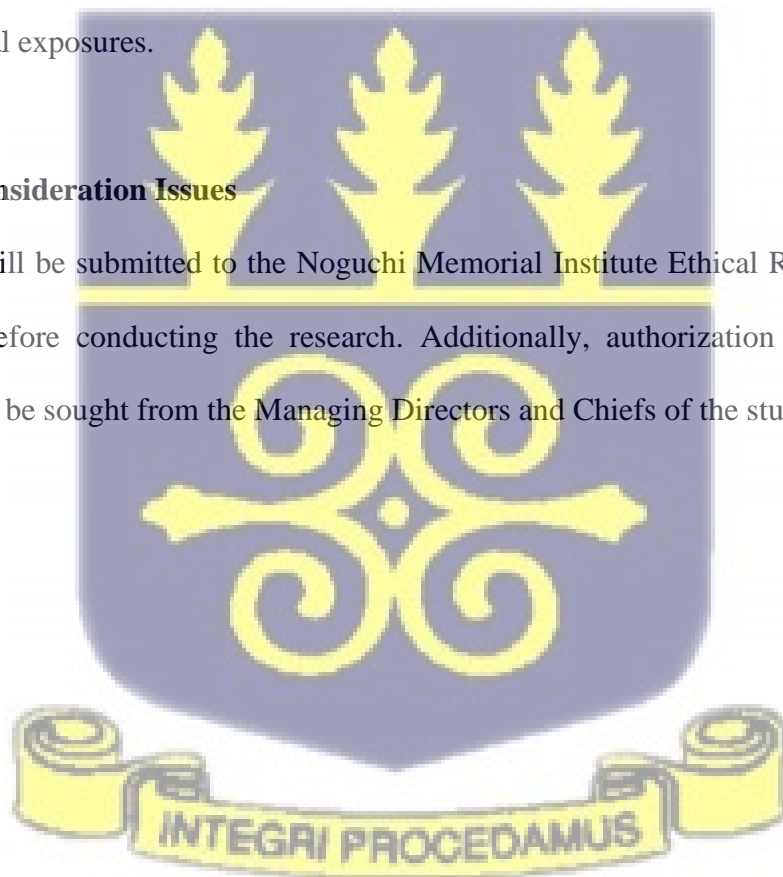 l exposures.
nsideration Issues
ill be submitted to the Noguchi Memorial Institute Ethical R
efore conducting the research. Additionally, authorization
be sought from the Managing Directors and Chiefs of the stu
INTEGRI PROCEDAMUS